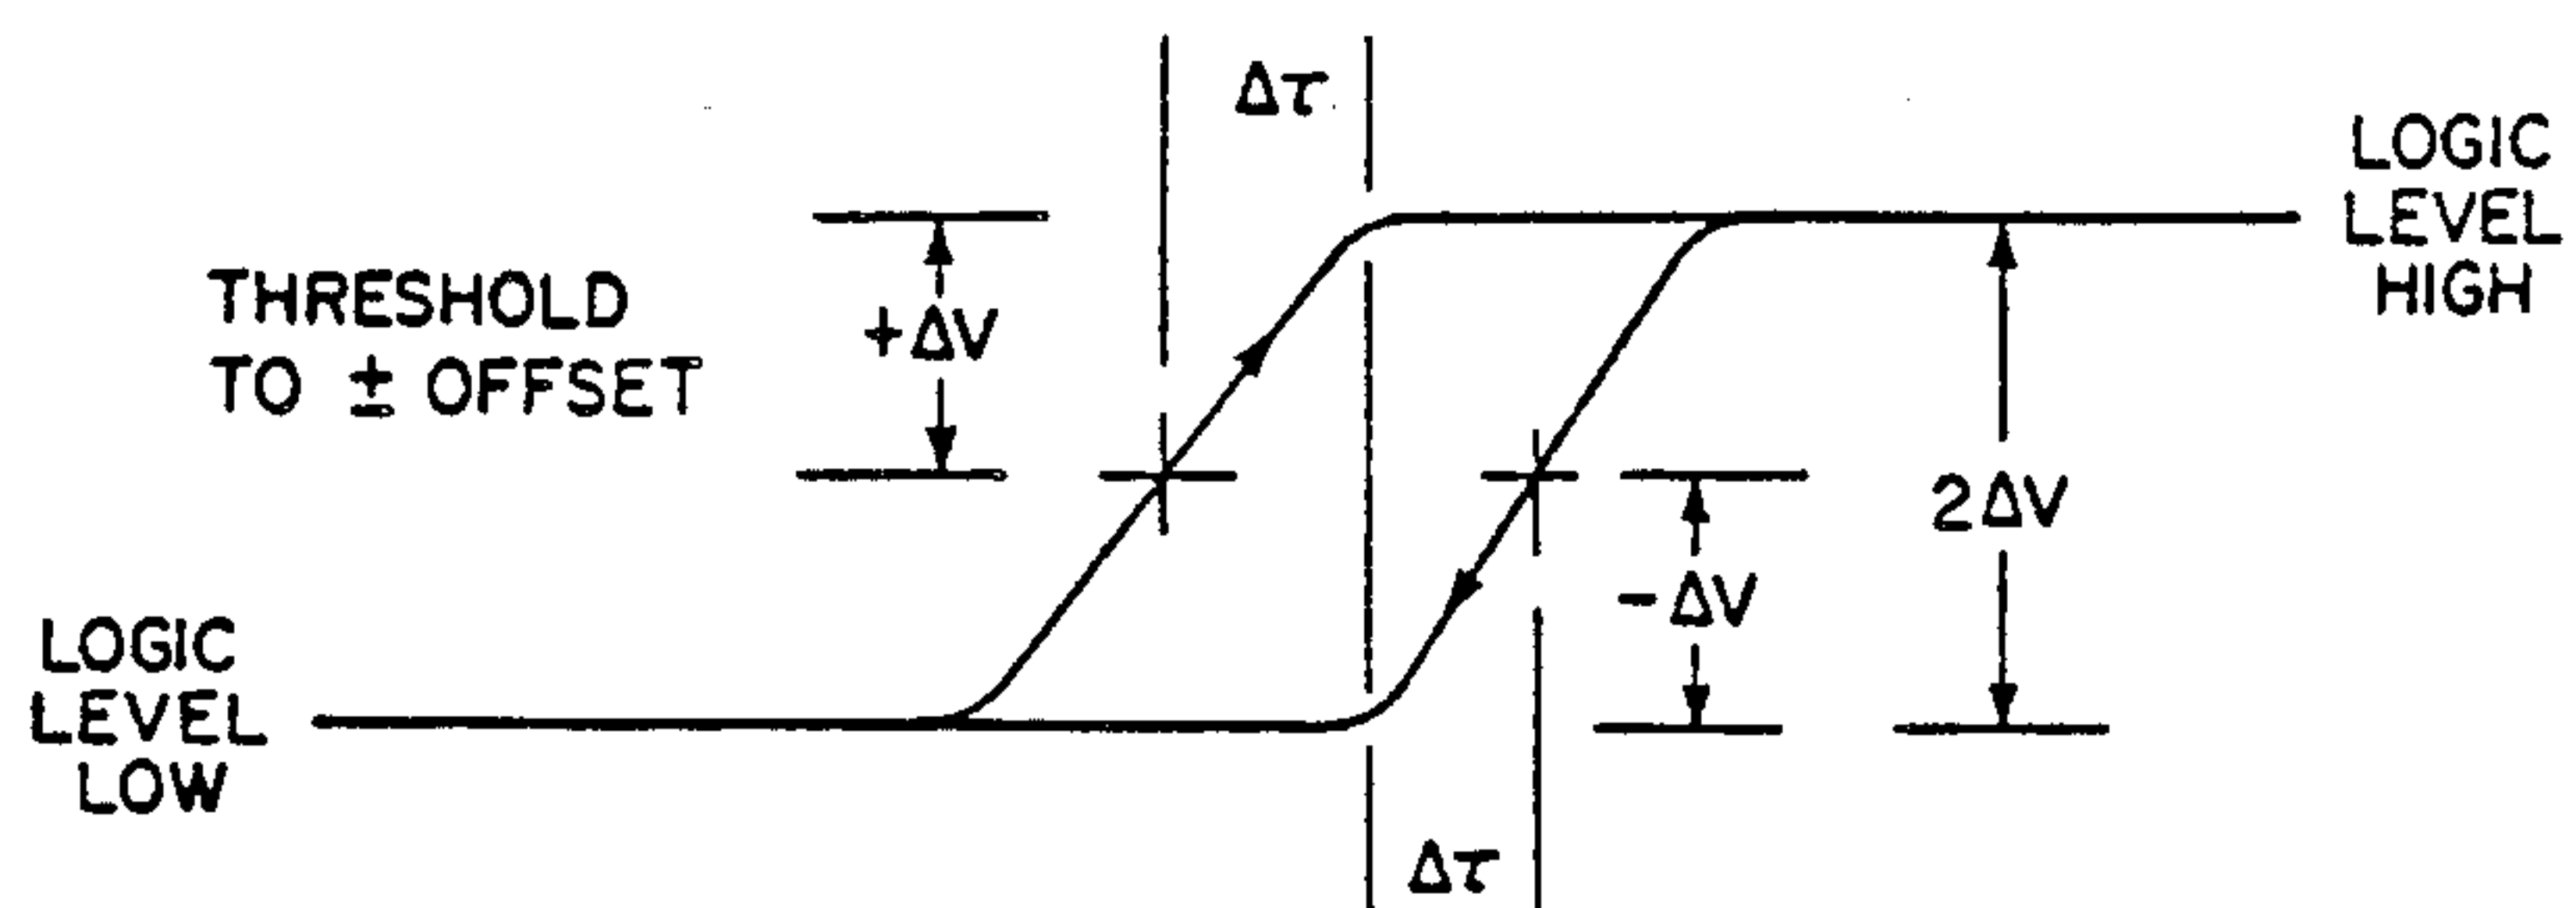 Δτ
LOGIC
LEVEL
HIGH
THRESHOLD
TO ± OFFSET
+ΔV
2ΔV
-ΔV
LOGIC
LEVEL
LOW
Δτ